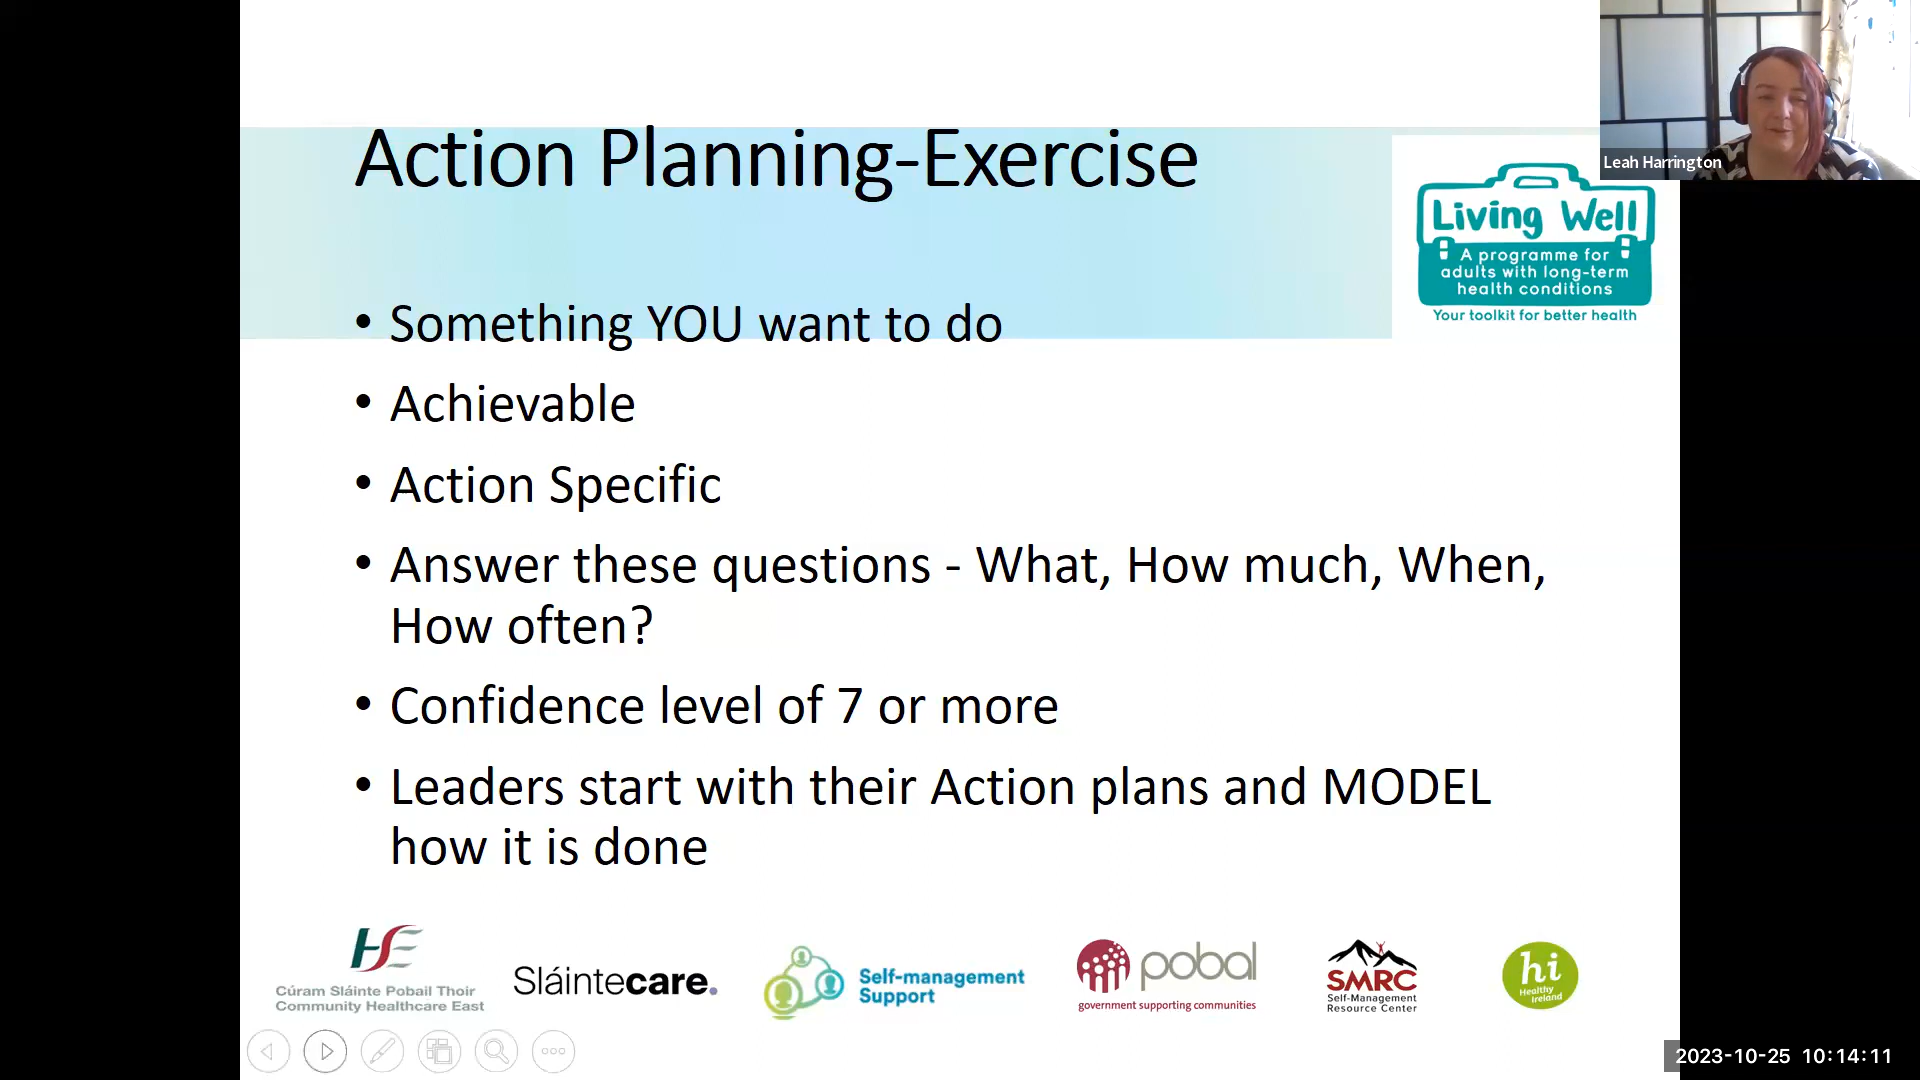 Leah Harrington
Action Planning-Exercise
Living Well
A programme for
adults with long-term
health conditions
Your toolkit for better health
• Something YOU want to do
• Achievable
• Action Specific
• Answer these questions - What, How much, When,
How often?
• Confidence level of 7 or more
• Leaders start with their Action plans and MODEL
how it is done
HSE
Cúram Sláinte Pobail Thoir
Community Healthcare East
Sláintecare.
Self-management
Support
pobal
government supporting communities
SMRC
Self-Management
Resource Center
hi
Healthy
Ireland
2023-10-25 10:14:11